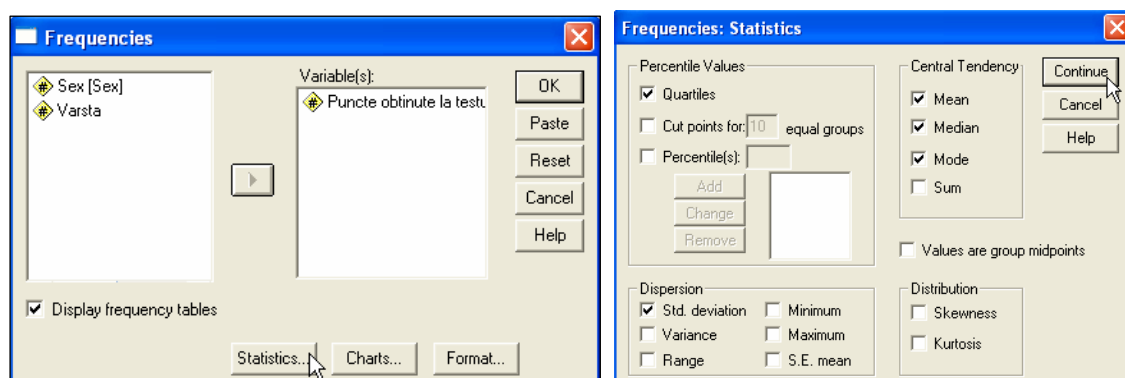 Frequencies
Sex [Sex]
Varsta
Variable(s):
Puncte obtinute la testu
OK
Paste
Reset
Cancel
Help
Display frequency tables
Statistics...
Charts...
Format...
Frequencies: Statistics
Percentile Values
Quartiles
Cut points for: 10 equal groups
Percentile(s):
Add
Change
Remove
Central Tendency
Mean
Median
Mode
Sum
Continue
Cancel
Help
Values are group midpoints
Dispersion
Std. deviation
Minimum
Variance
Maximum
Range
S.E. mean
Distribution
Skewness
Kurtosis